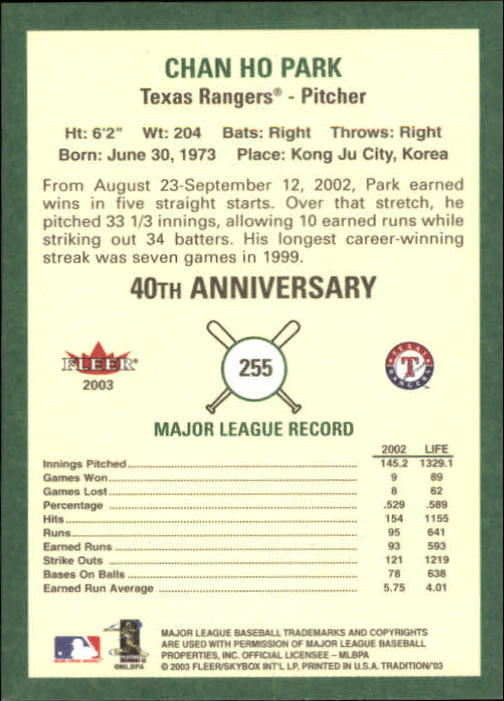 CHAN HO PARK
Texas Rangers® - Pitcher
Ht: 6'2" Wt: 204 Bats: Right Throws: Right
Born: June 30, 1973 Place: Kong Ju City, Korea
From August 23-September 12, 2002, Park earned
wins in five straight starts. Over that stretch, he
pitched 33 1/3 innings, allowing 10 earned runs while
striking out 34 batters. His longest career-winning
streak was seven games in 1999.
40TH ANNIVERSARY
FLEER®
2003
255
TEXAS
T
RANGERS
MAJOR LEAGUE RECORD
2002 LIFE
Innings Pitched 145.2 1329.1
Games Won 9 89
Games Lost 8 62
Percentage .529 .589
Hits 154 1155
Runs 95 641
Earned Runs 93 593
Strike Outs 121 1219
Bases On Balls 78 638
Earned Run Average 5.75 4.01
©MLBPA
MAJOR LEAGUE BASEBALL TRADEMARKS AND COPYRIGHTS
ARE USED WITH PERMISSION OF MAJOR LEAGUE BASEBALL
PROPERTIES, INC. OFFICIAL LICENSEE - MLBPA
© 2003 FLEER/SKYBOX INT'L LP, PRINTED IN U.S.A. TRADITION/'03